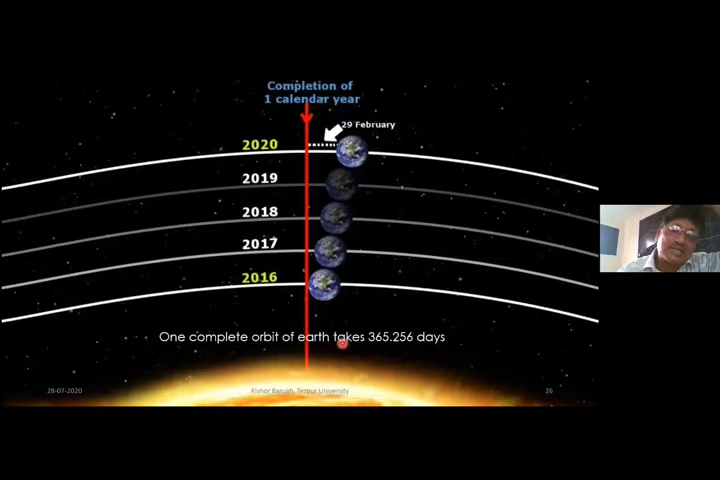 Completion of
1 calendar year
29 February
2020
2019
2018
2017
2016
One complete orbit of earth takes 365.256 days
28-07-2020
Kishor Baruah, Tezpur University
26